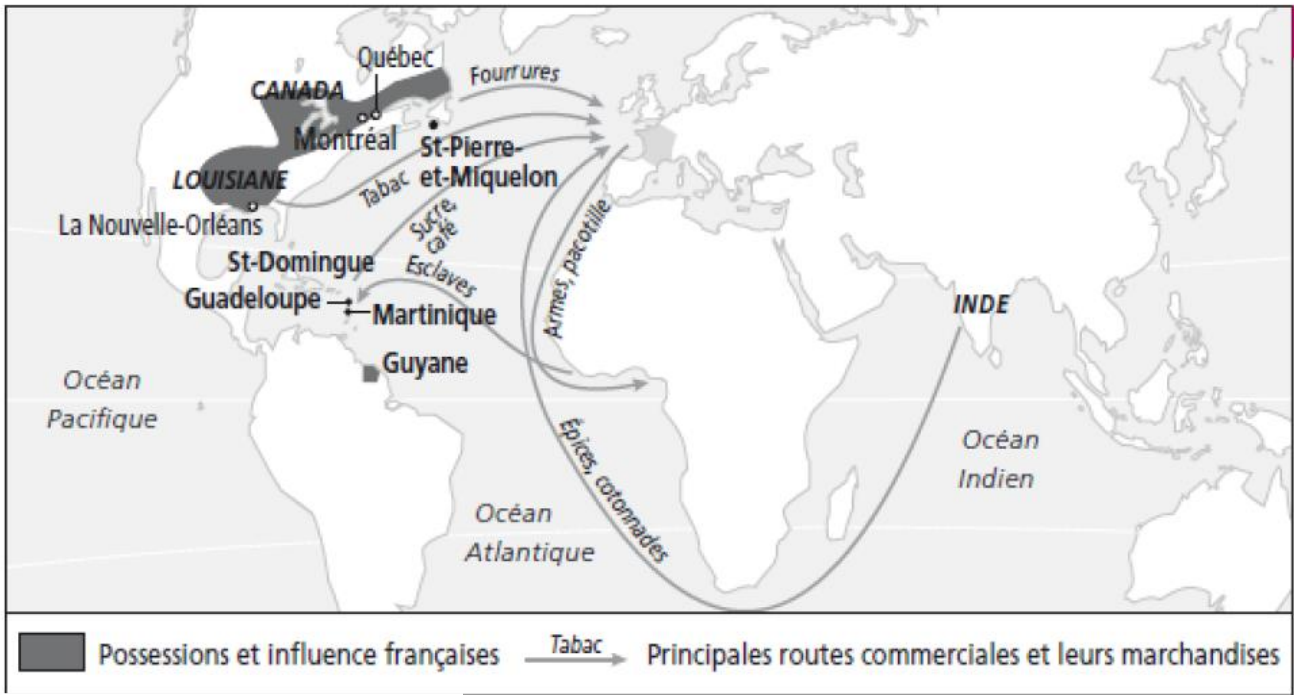 Québec
Fourrures
CANADA
Montréal
St-Pierre-
et-Miquelon
LOUISIANE
Tabac
La Nouvelle-Orléans
Sucre,
café
Armes, pacotille
St-Domingue
Esclaves
Guadeloupe
Martinique
INDE
Guyane
Océan
Pacifique
Épices, cotonnades
Océan
Indien
Océan
Atlantique
Possessions et influence françaises
Tabac
Principales routes commerciales et leurs marchandises